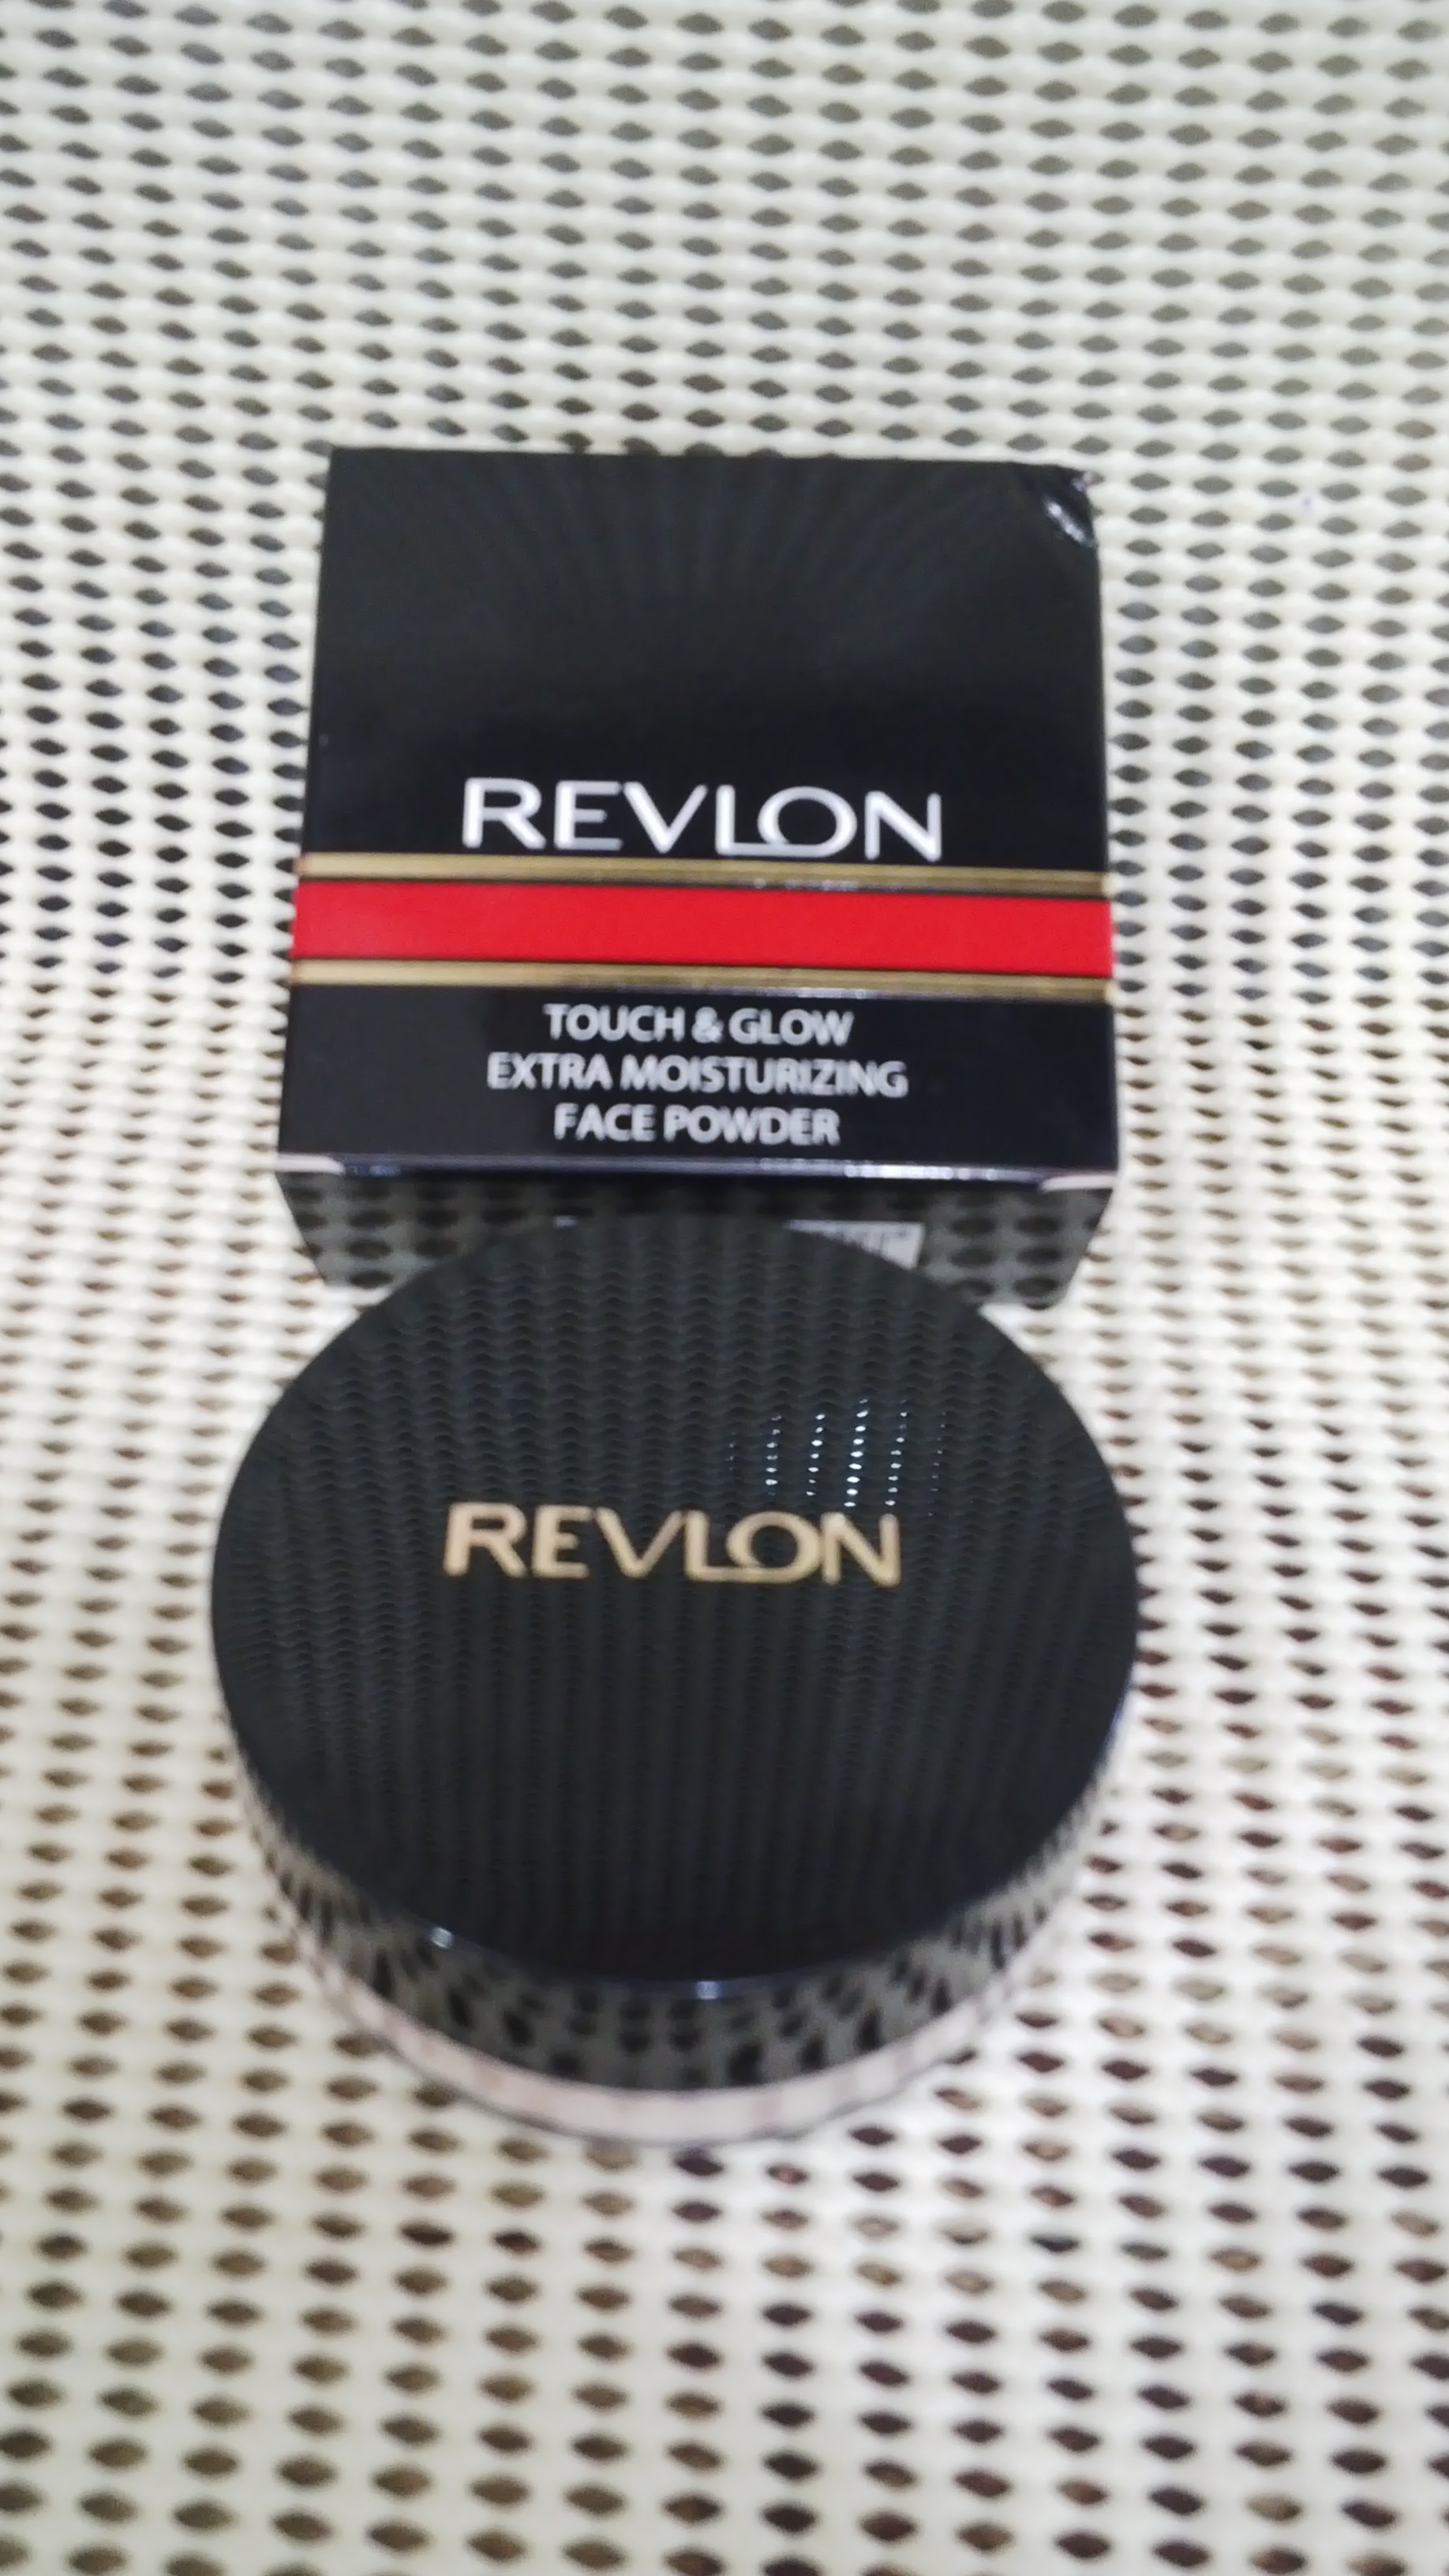 REVLON
TOUCH & GLOW
EXTRA MOISTURIZING
FACE POWDER
REVLON